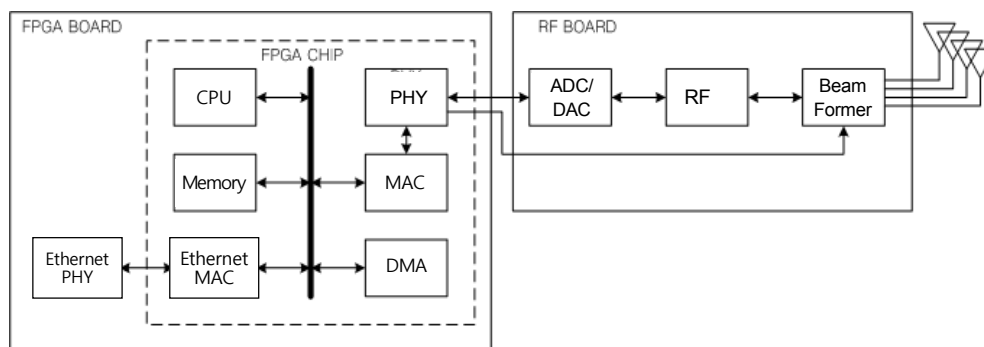 FPGA BOARD
RF BOARD
FPGA CHIP
CPU
PHY
ADC/
DAC
RF
Beam
Former
Memory
MAC
Ethernet
PHY
Ethernet
MAC
DMA